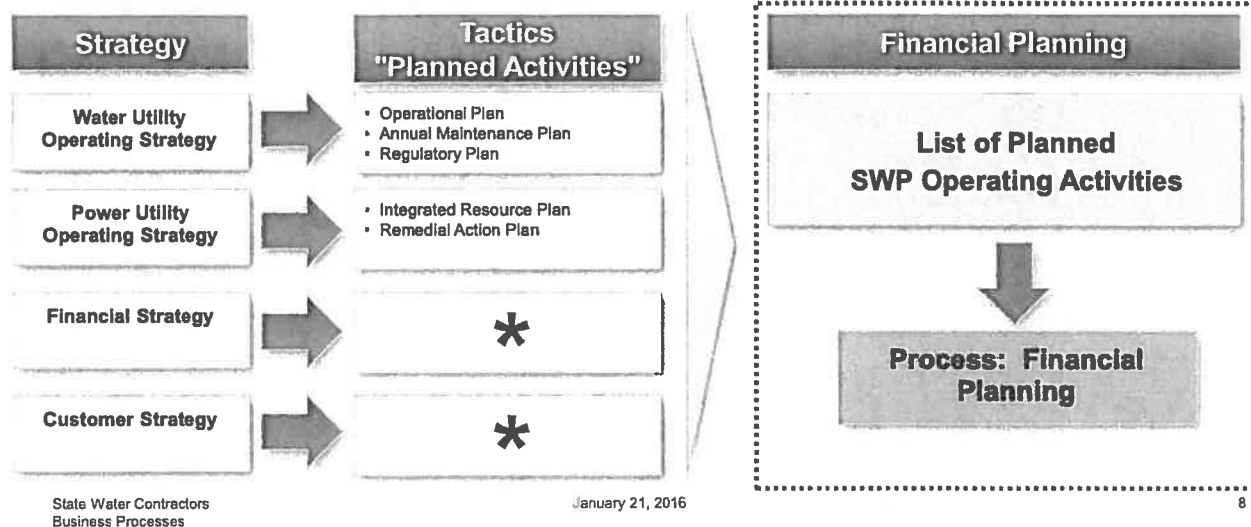 Strategy
Tactics
"Planned Activities"
Financial Planning
Water Utility
Operating Strategy
• Operational Plan
• Annual Maintenance Plan
• Regulatory Plan
List of Planned
SWP Operating Activities
Power Utility
Operating Strategy
• Integrated Resource Plan
• Remedial Action Plan
Financial Strategy
*
Process: Financial
Planning
Customer Strategy
*
State Water Contractors
Business Processes
January 21, 2016
8